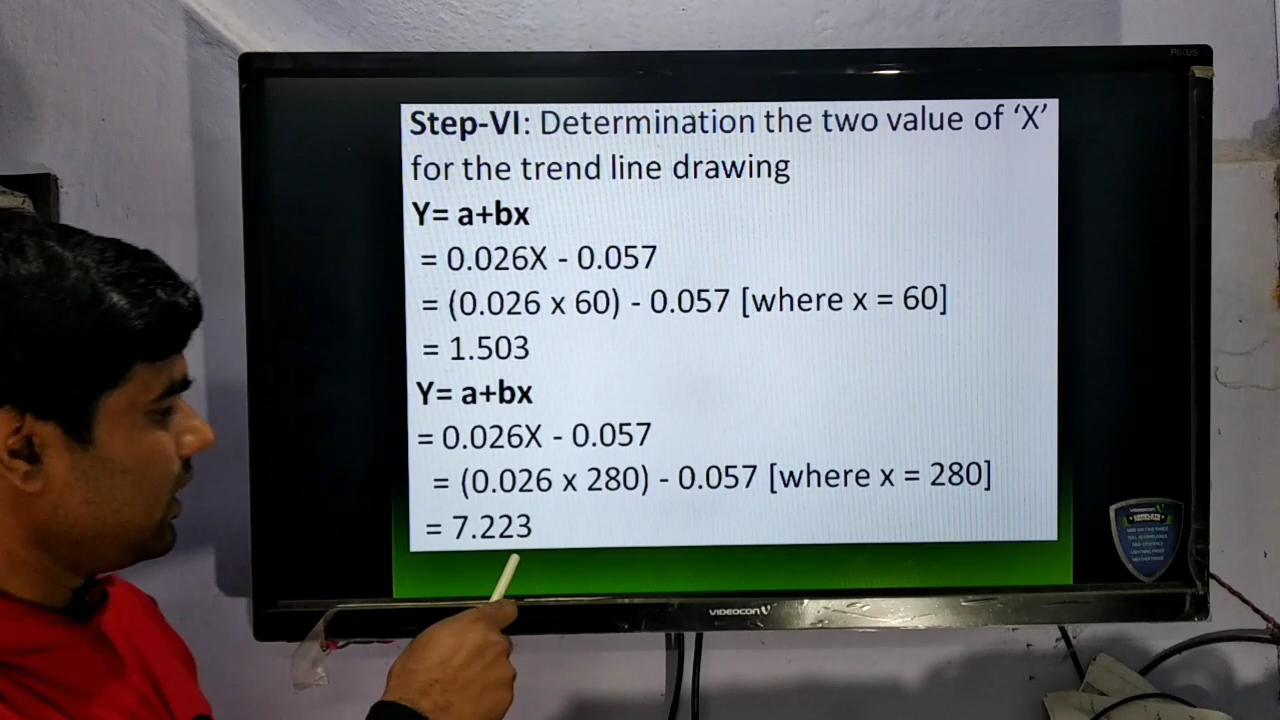 PIXUS
Step-VI: Determination the two value of ‘X’
for the trend line drawing
Y= a+bx
= 0.026X - 0.057
= (0.026 x 60) - 0.057 [where x = 60]
= 1.503
Y= a+bx
= 0.026X - 0.057
= (0.026 x 280) - 0.057 [where x = 280]
= 7.223
VIDEOCON
VIDEOCON